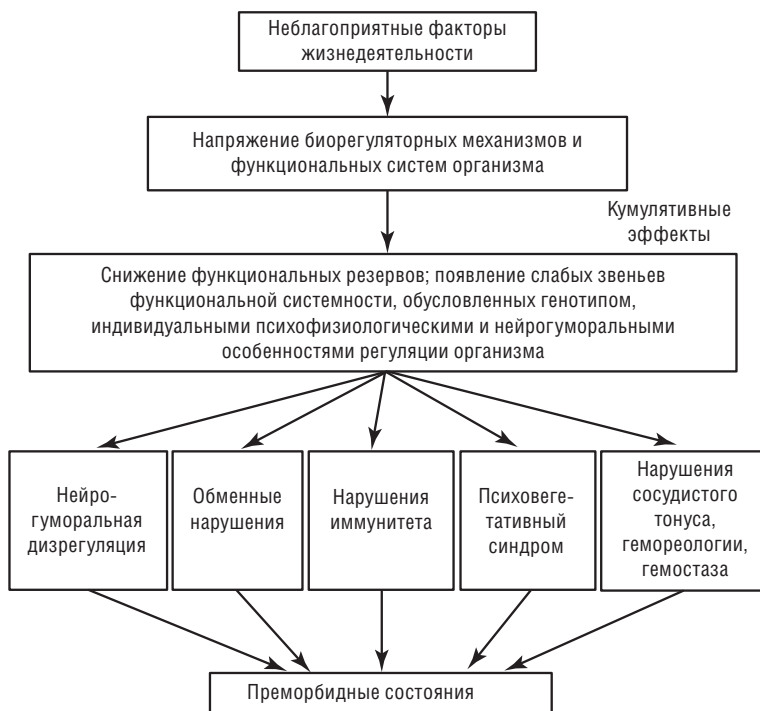 Неблагоприятные факторы
жизнедеятельности
Напряжение биорегуляторных механизмов и
функциональных систем организма
Кумулятивные
эффекты
Снижение функциональных резервов; появление слабых звеньев
функциональной системности, обусловленных генотипом,
индивидуальными психофизиологическими и нейрогуморальными
особенностями регуляции организма
Нейро-
гуморальная
дизрегуляция
Обменные
нарушения
Нарушения
иммунитета
Психовеге-
тативный
синдром
Нарушения
сосудистого
тонуса,
гемореологии,
гемостаза
Преморбидные состояния